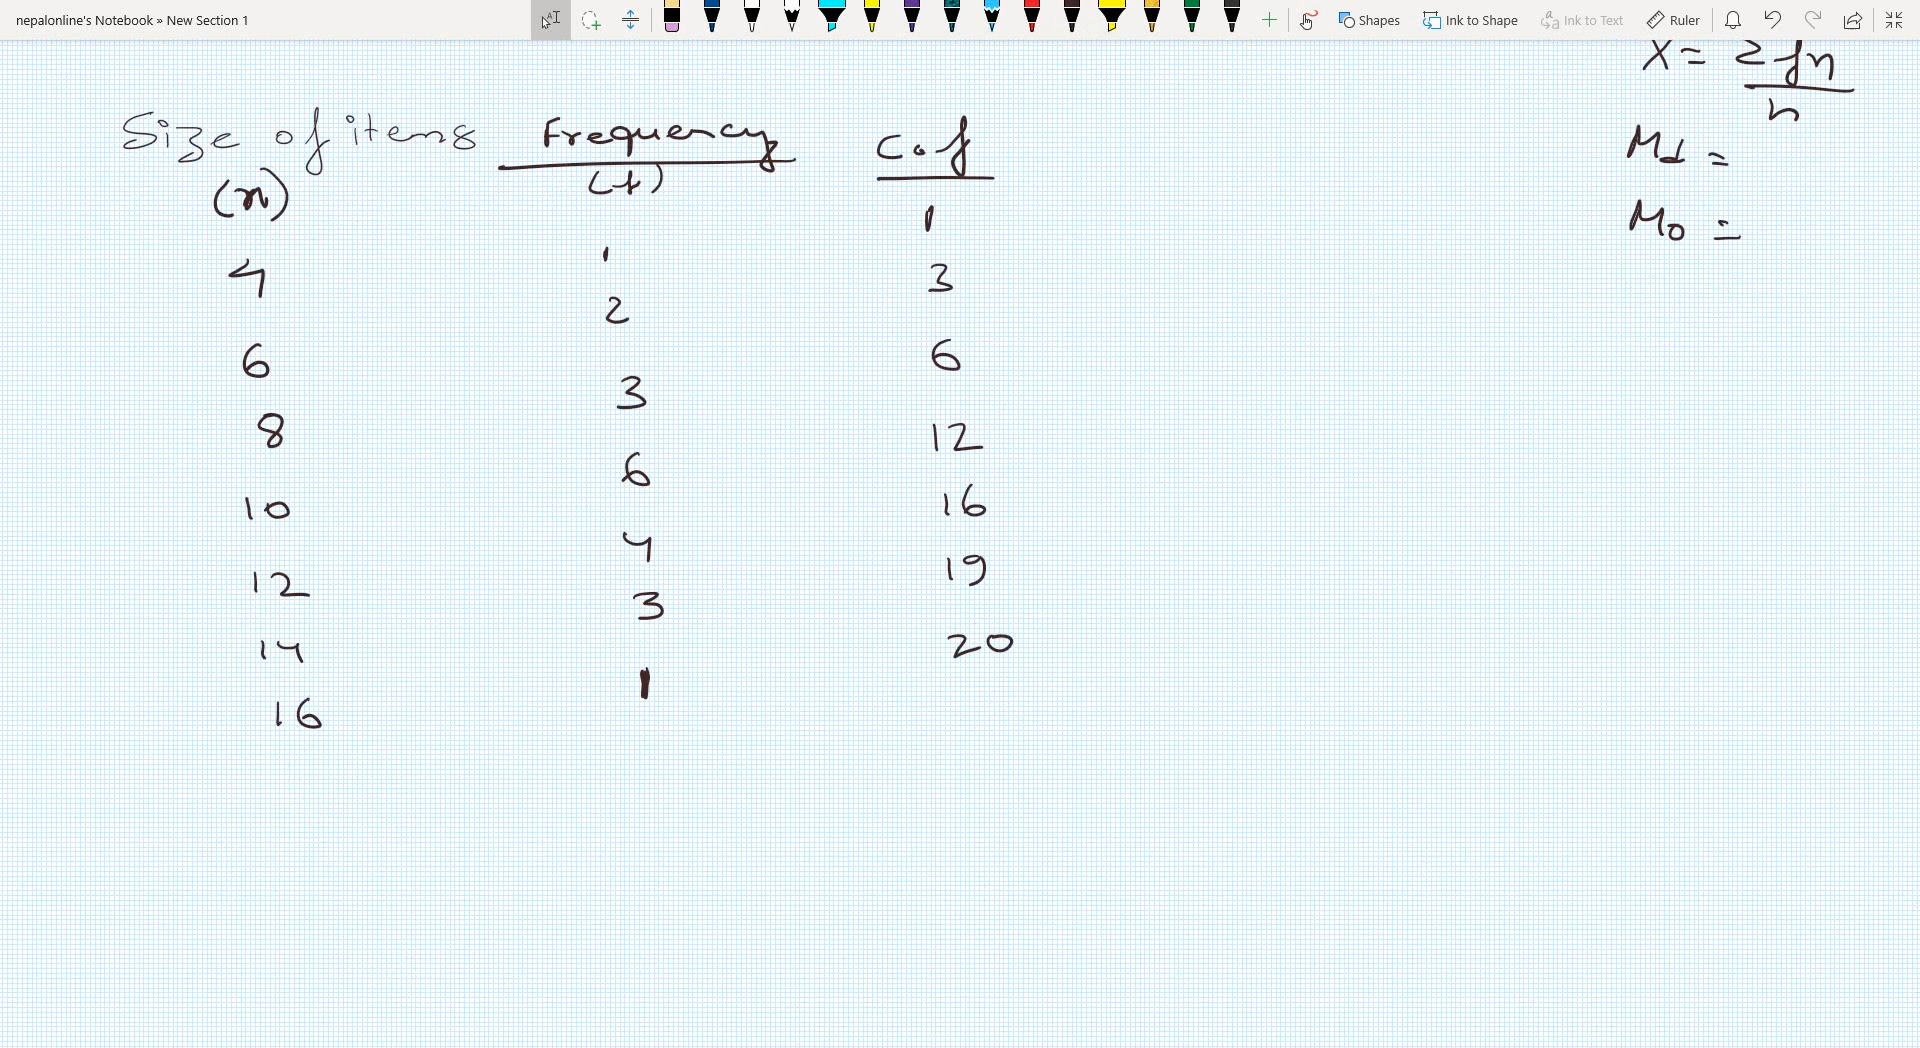 nepalonline's Notebook » New Section 1
Shapes Ink to Shape Ink to Text Ruler
X = Σfn
n
Md =
Mo =
Size of items Frequency C.f
(n) (f)
4 1 1
6 2 3
8 3 6
10 6 12
12 4 16
14 3 19
16 1 20